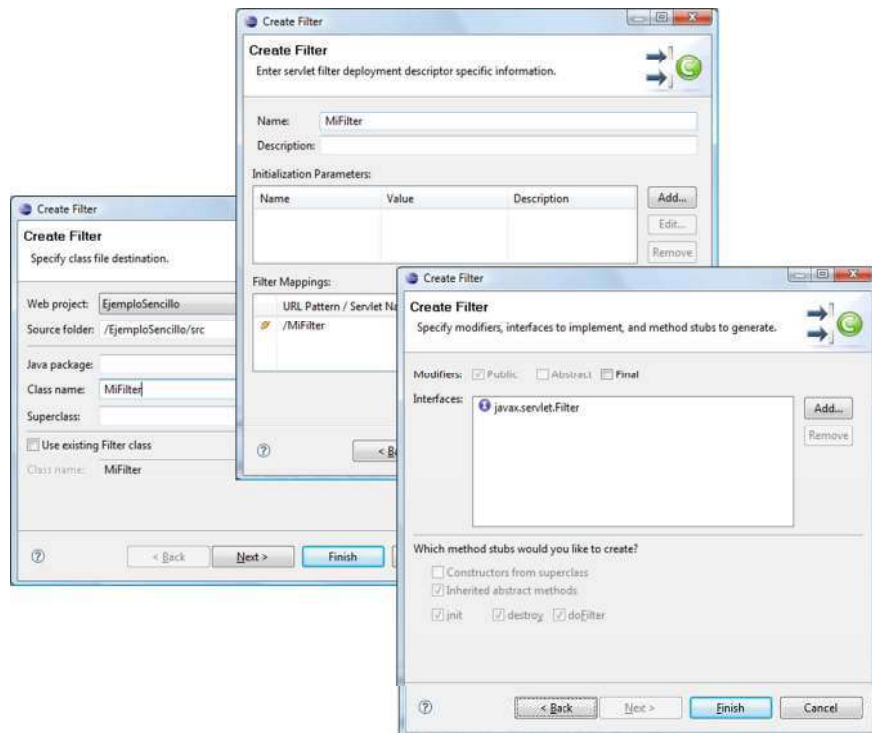 Create Filter
Create Filter
Enter servlet filter deployment descriptor specific information.
Name: MiFilter
Description:
Initialization Parameters:
Name Value Description
Add...
Edit...
Remove
Filter Mappings:
URL Pattern / Servlet Na
/MiFilter
< Ba
Create Filter
Create Filter
Specify class file destination.
Web project: EjemploSencillo
Source folder: /EjemploSencillo/src
Java package:
Class name: MiFilter
Superclass:
Use existing Filter class
Class name: MiFilter
< Back
Next >
Finish
Create Filter
Create Filter
Specify modifiers, interfaces to implement, and method stubs to generate.
Modifiers: Public Abstract Final
Interfaces: javax.servlet.Filter
Add...
Remove
Which method stubs would you like to create?
Constructors from superclass
Inherited abstract methods
init destroy doFilter
< Back
Next >
Finish
Cancel